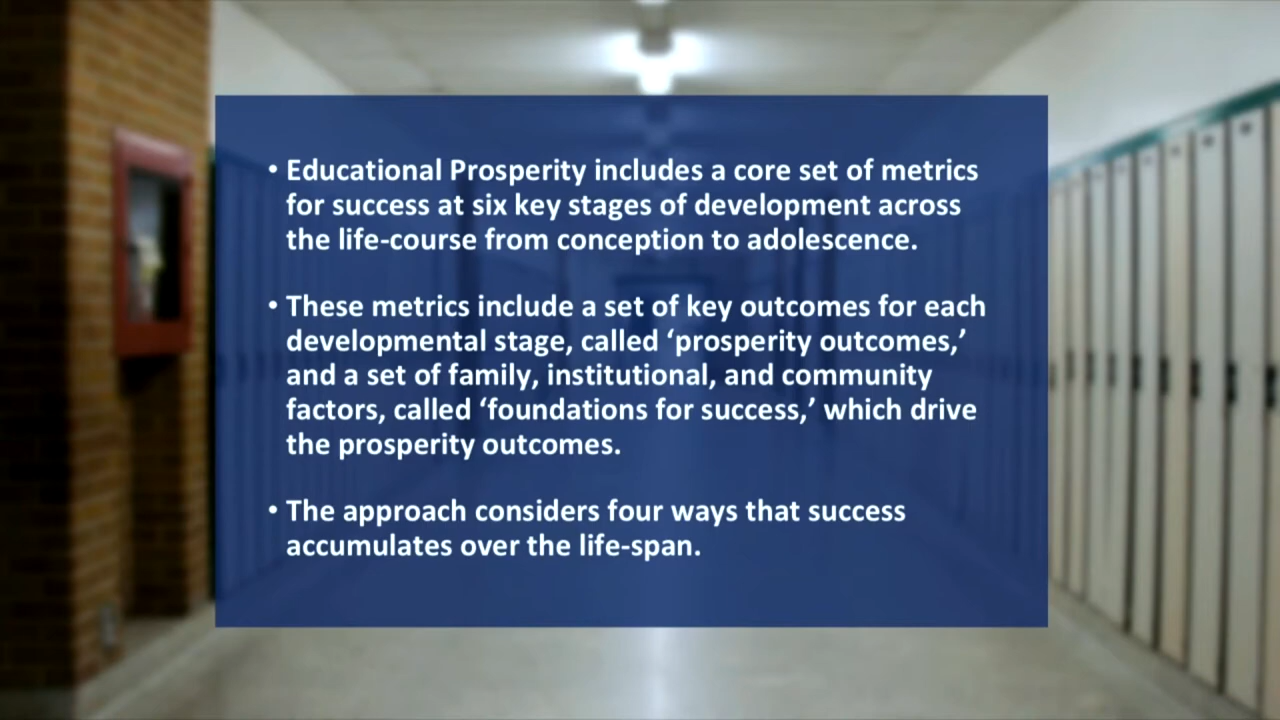 • Educational Prosperity includes a core set of metrics
for success at six key stages of development across
the life-course from conception to adolescence.
• These metrics include a set of key outcomes for each
developmental stage, called ‘prosperity outcomes,’
and a set of family, institutional, and community
factors, called ‘foundations for success,’ which drive
the prosperity outcomes.
• The approach considers four ways that success
accumulates over the life-span.